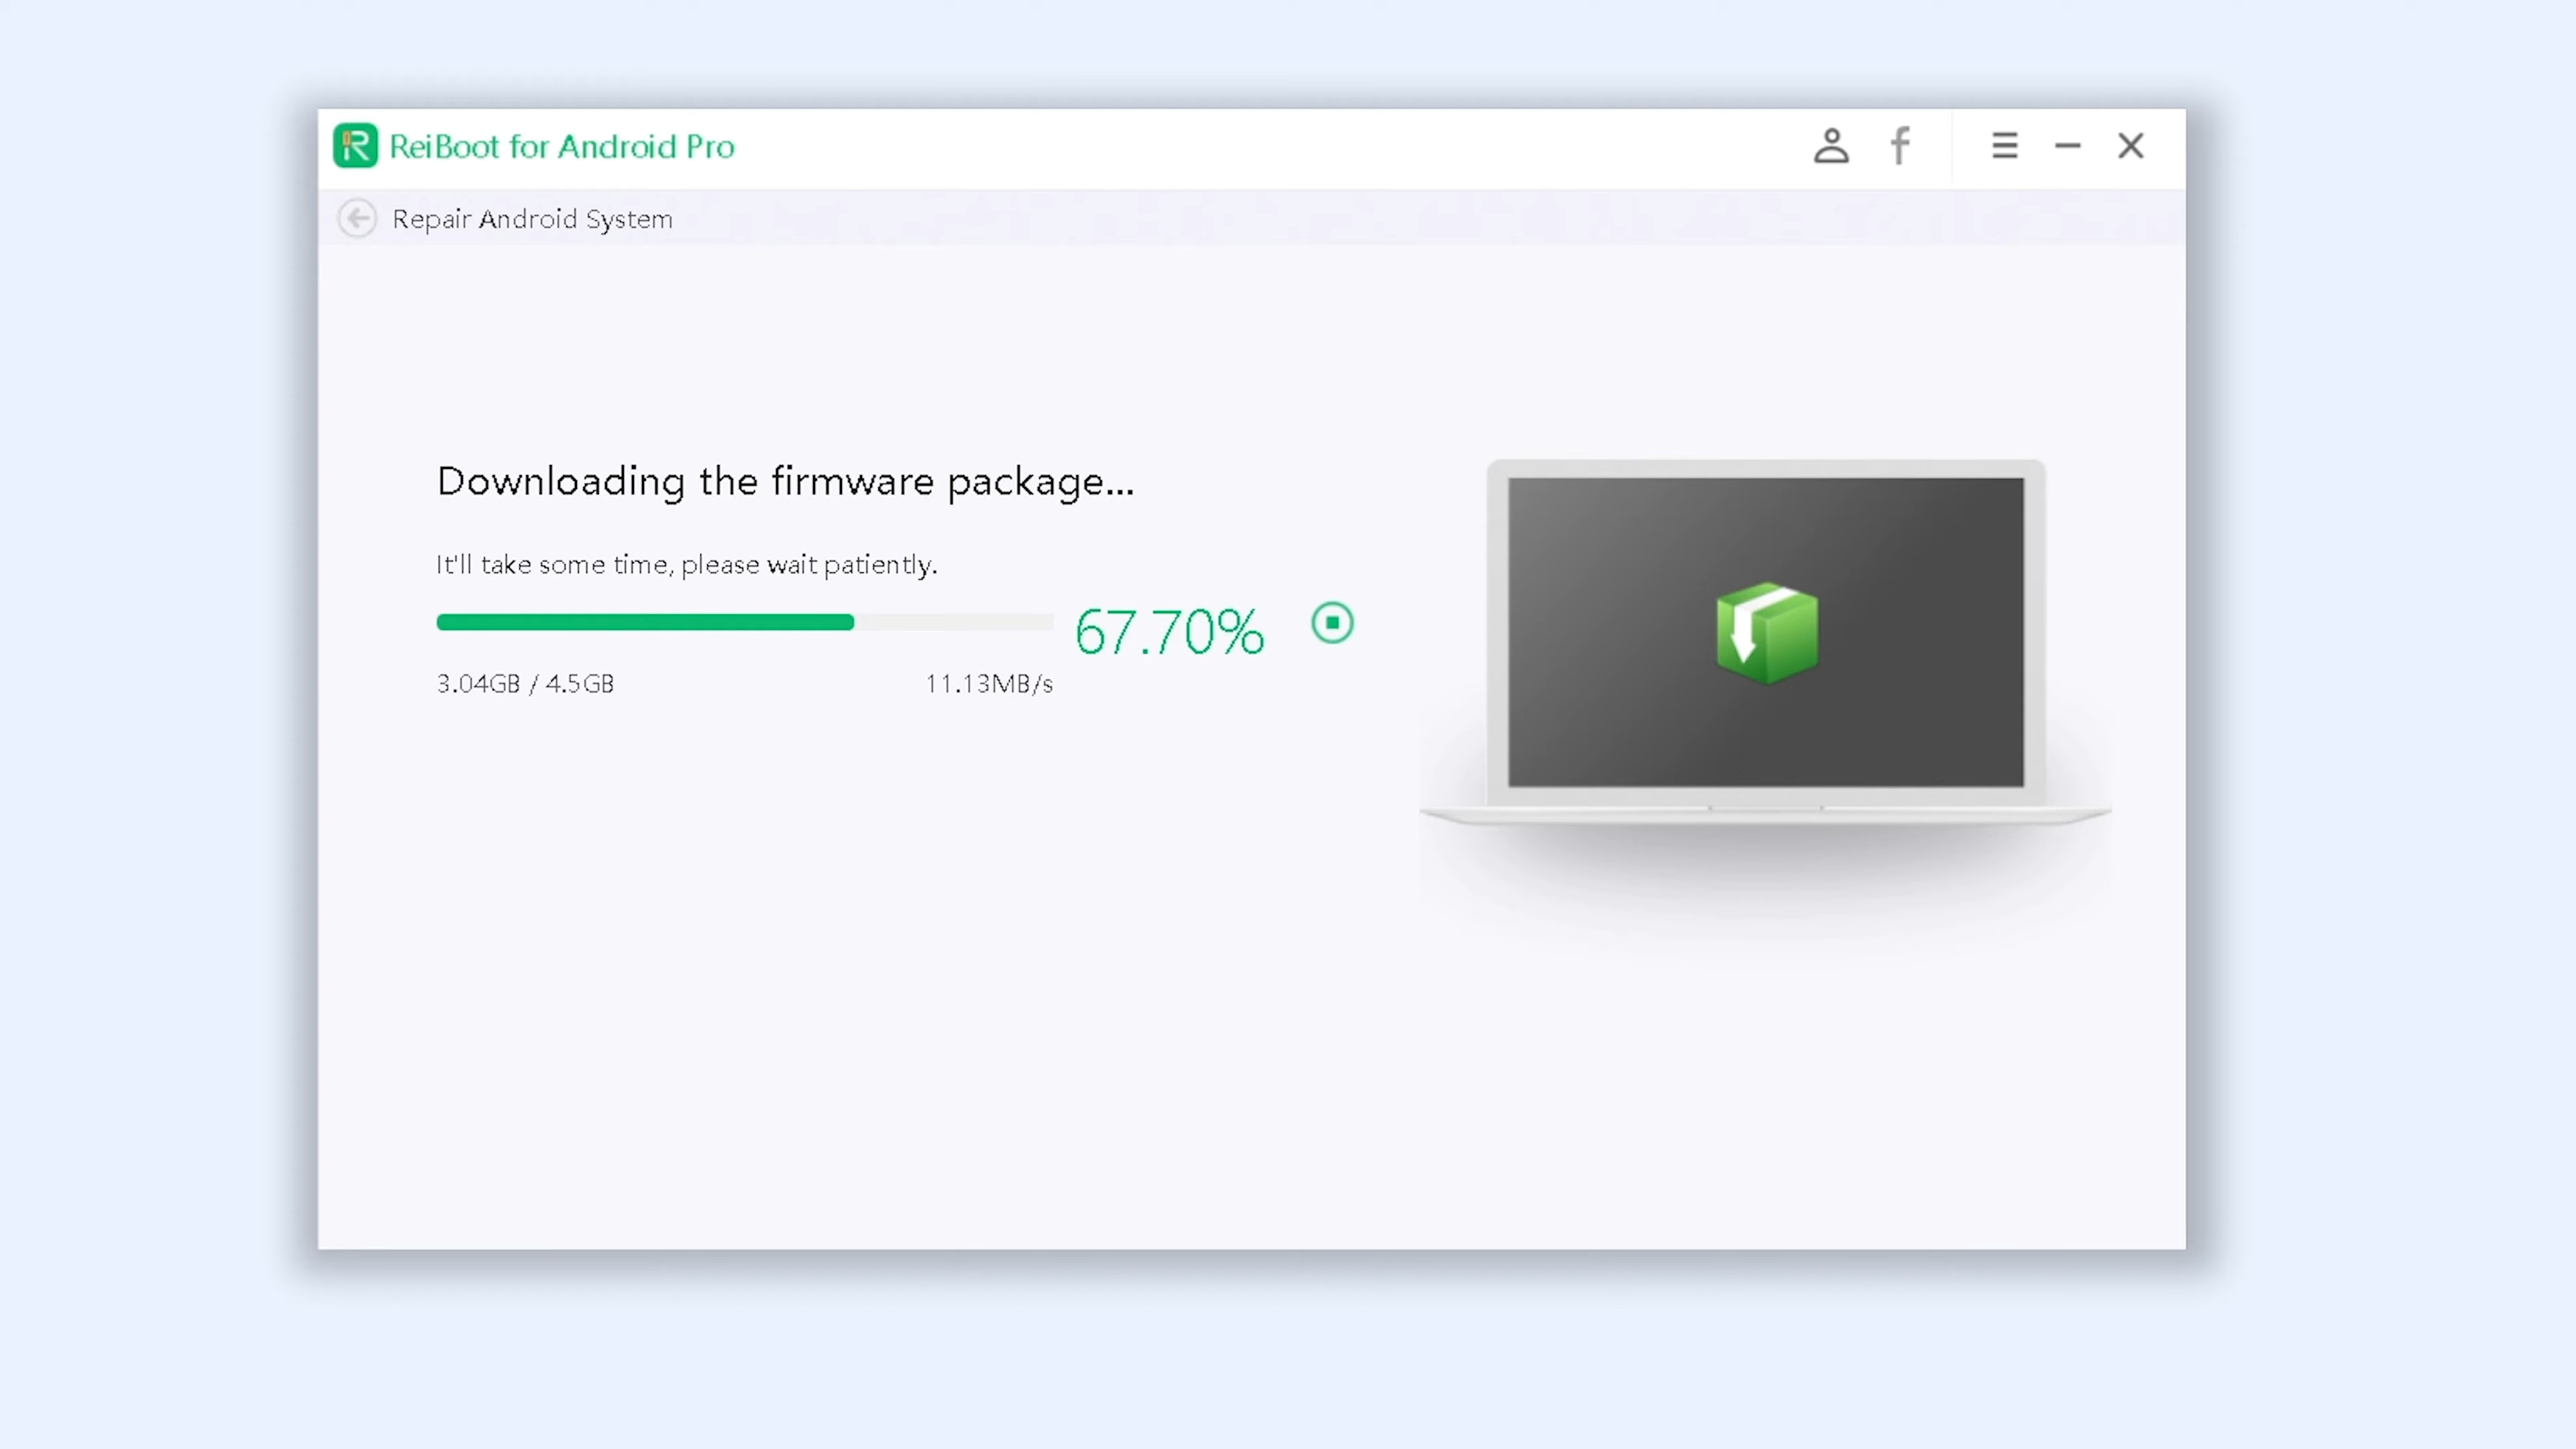 ReiBoot for Android Pro
Repair Android System
Downloading the firmware package...
It'll take some time, please wait patiently.
67.70%
3.04GB / 4.5GB
11.13MB/s